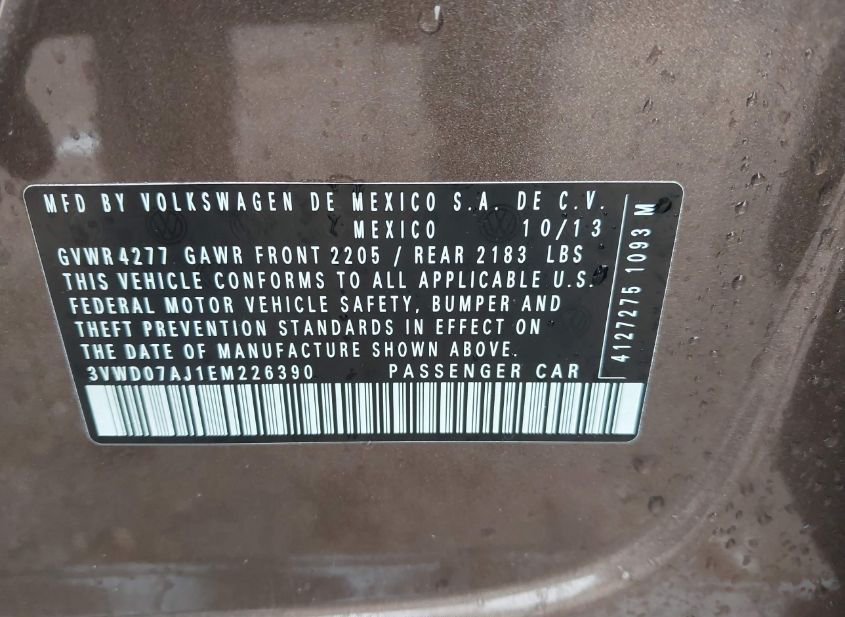 MFD BY VOLKSWAGEN DE MEXICO S.A. DE C.V.
MEXICO 10/13
GVWR 4277 GAWR FRONT 2205 / REAR 2183 LBS
THIS VEHICLE CONFORMS TO ALL APPLICABLE U.S.
FEDERAL MOTOR VEHICLE SAFETY, BUMPER AND
THEFT PREVENTION STANDARDS IN EFFECT ON
THE DATE OF MANUFACTURE SHOWN ABOVE.
3VWD07AJ1EM226390 PASSENGER CAR
4127275 1093 M